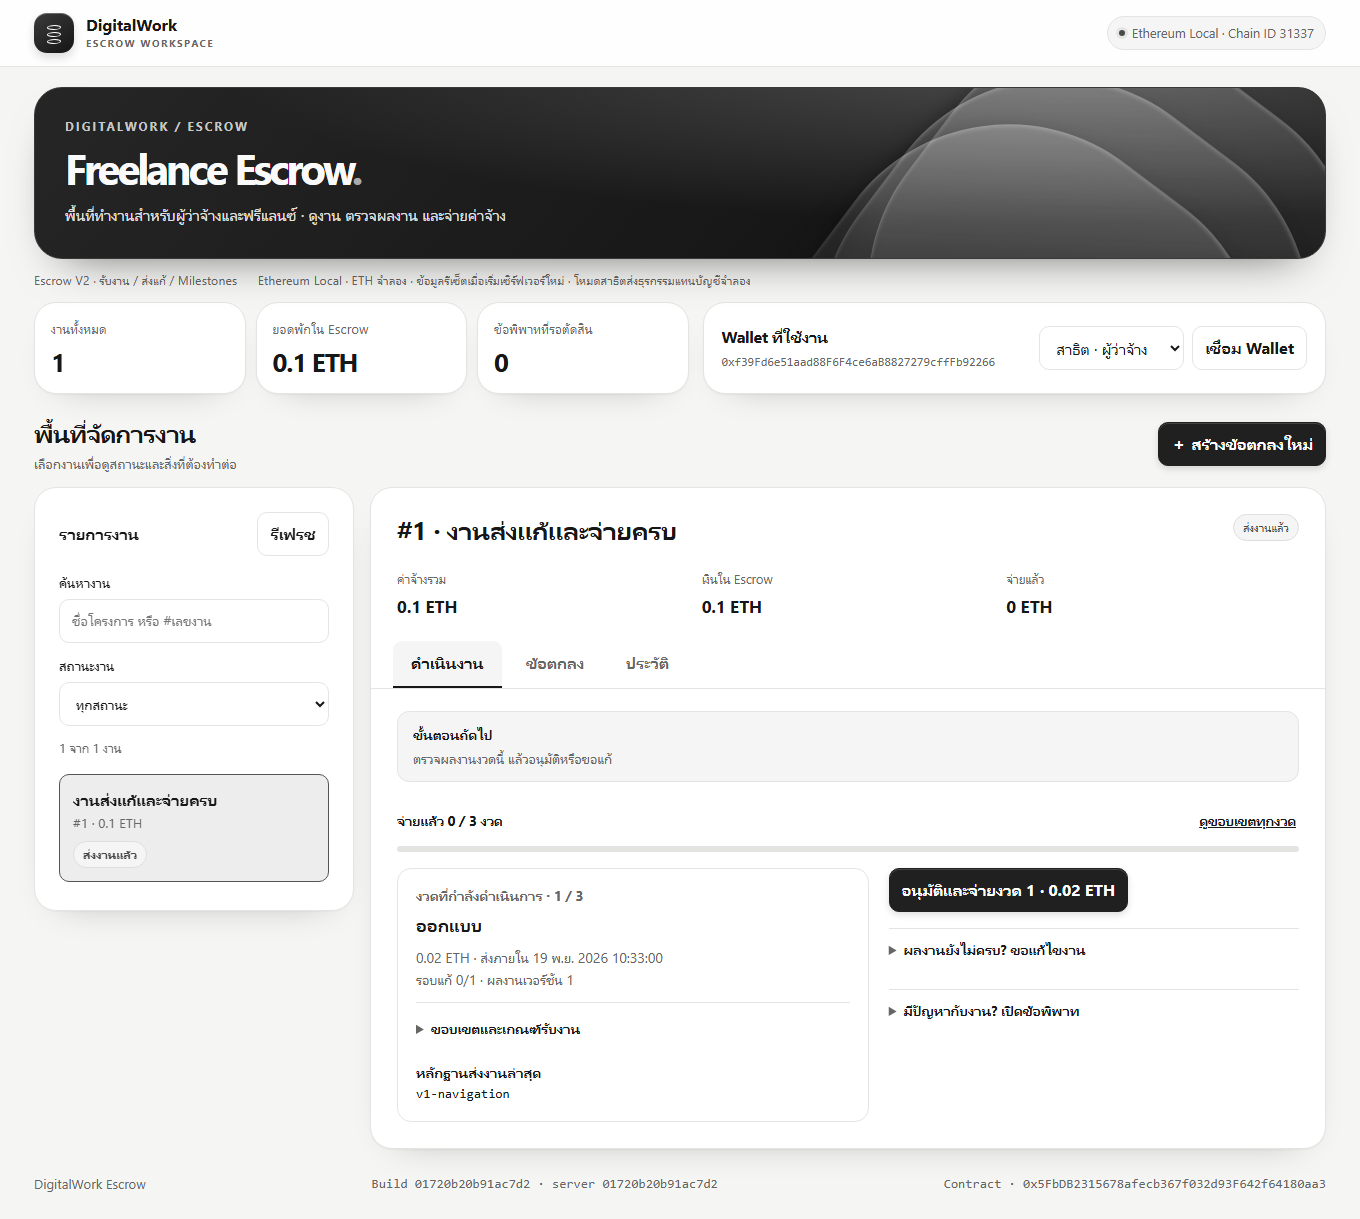 DigitalWork
ESCROW WORKSPACE
Ethereum Local · Chain ID 31337
DIGITALWORK / ESCROW
Freelance Escrow.
พื้นที่ทำงานสำหรับผู้ว่าจ้างและฟรีแลนซ์ · ดูงาน ตรวจผลงาน และจ่ายค่าจ้าง
Escrow V2 · รับงาน / ส่งแก้ / Milestones
Ethereum Local · ETH จำลอง · ข้อมูลรีเซ็ตเมื่อเริ่มเซิร์ฟเวอร์ใหม่ · โหมดสาธิตส่งธุรกรรมแทนบัญชีจำลอง
งานทั้งหมด
1
ยอดพักใน Escrow
0.1 ETH
ข้อพิพาทที่รอตัดสิน
0
Wallet ที่ใช้งาน
0xf39Fd6e51aad88F6F4ce6aB8827279cffFb92266
สาธิต · ผู้ว่าจ้าง
เชื่อม Wallet
พื้นที่จัดการงาน
เลือกงานเพื่อดูสถานะและสิ่งที่ต้องทำต่อ
+ สร้างข้อตกลงใหม่
รายการงาน
รีเฟรช
ค้นหางาน
ชื่อโครงการ หรือ #เลขงาน
สถานะงาน
ทุกสถานะ
1 จาก 1 งาน
งานส่งแก้และจ่ายครบ
#1 · 0.1 ETH
ส่งงานแล้ว
#1 · งานส่งแก้และจ่ายครบ
ส่งงานแล้ว
ค่าจ้างรวม
0.1 ETH
เงินใน Escrow
0.1 ETH
จ่ายแล้ว
0 ETH
ดำเนินงาน
ข้อตกลง
ประวัติ
ขั้นตอนถัดไป
ตรวจผลงานงวดนี้ แล้วอนุมัติหรือขอแก้
จ่ายแล้ว 0 / 3 งวด
ดูขอบเขตทุกงวด
งวดที่กำลังดำเนินการ · 1 / 3
ออกแบบ
0.02 ETH · ส่งภายใน 19 พ.ย. 2026 10:33:00
รอบแก้ 0/1 · ผลงานเวอร์ชัน 1
ขอบเขตและเกณฑ์รับงาน
หลักฐานส่งงานล่าสุด
v1-navigation
อนุมัติและจ่ายงวด 1 · 0.02 ETH
ผลงานยังไม่ครบ? ขอแก้ไขงาน
มีปัญหากับงาน? เปิดข้อพิพาท
DigitalWork Escrow
Build 01720b20b91ac7d2 · server 01720b20b91ac7d2
Contract · 0x5FbDB2315678afecb367f032d93F642f64180aa3